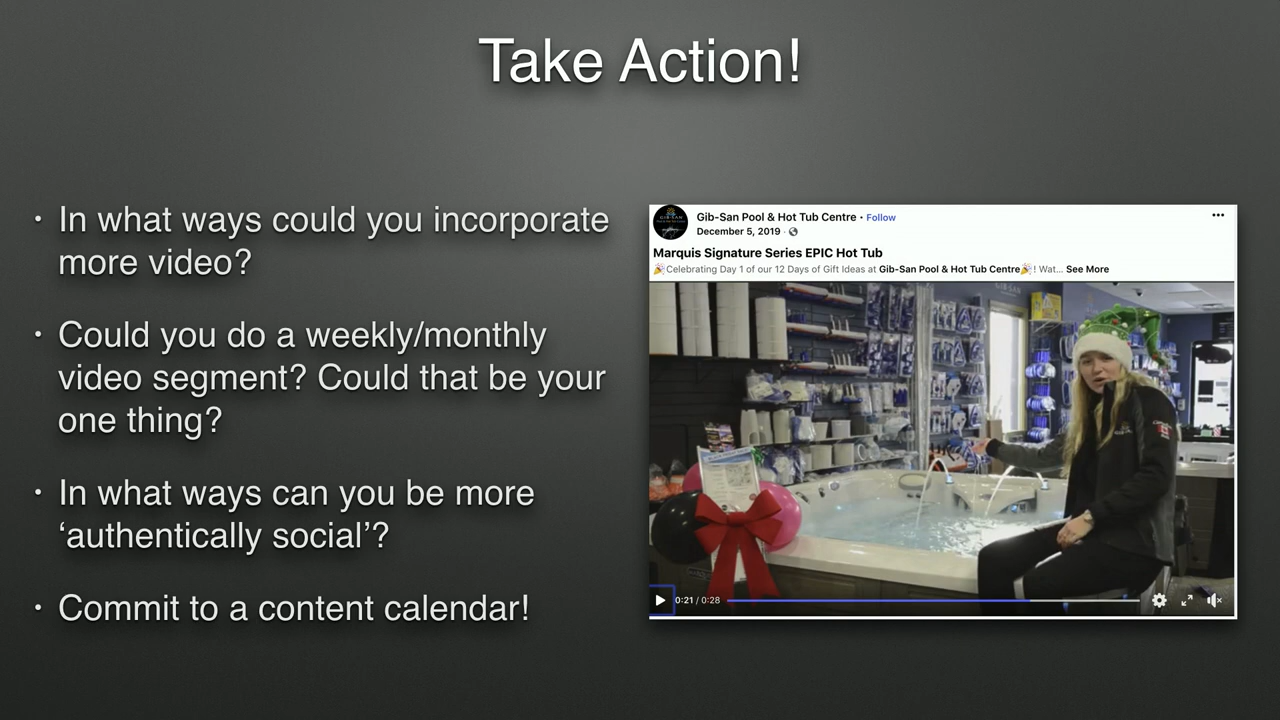 Take Action!
• In what ways could you incorporate
more video?
• Could you do a weekly/monthly
video segment? Could that be your
one thing?
• In what ways can you be more
‘authentically social’?
• Commit to a content calendar!
Gib-San Pool & Hot Tub Centre • Follow
December 5, 2019 ·
Marquis Signature Series EPIC Hot Tub
🎉Celebrating Day 1 of our 12 Days of Gift Ideas at Gib-San Pool & Hot Tub Centre🎉! Wat... See More
GIB-SAN
0:21 / 0:28